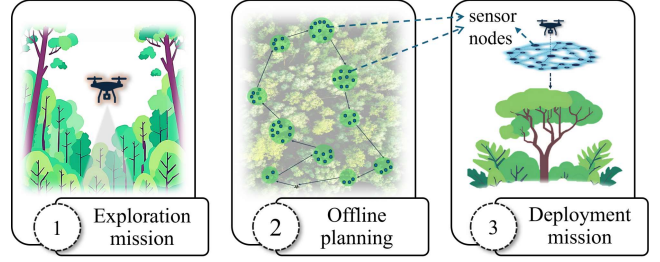 sensor
nodes
1
Exploration
mission
2
Offline
planning
3
Deployment
mission